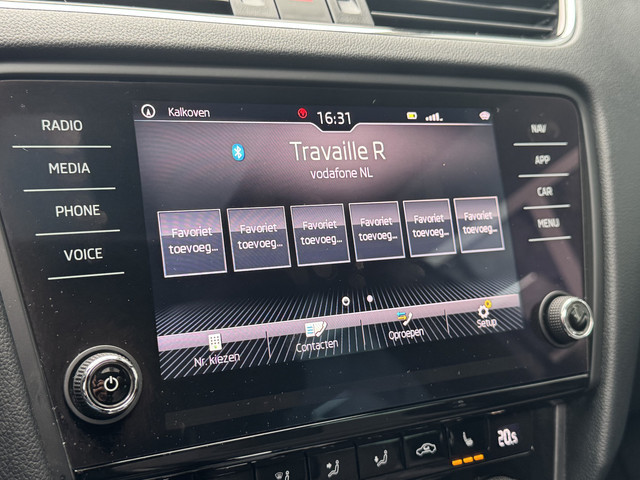 RADIO
MEDIA
PHONE
VOICE
Kalkoven
16:31
Travaille R
vodafone NL
Favoriet toevoeg...
Favoriet toevoeg...
Favoriet toevoeg...
Favoriet toevoeg...
Favoriet toevoeg...
Favoriet toevoeg...
Nr. kiezen
Contacten
Oproepen
Setup
NAV
APP
CAR
MENU
20.5